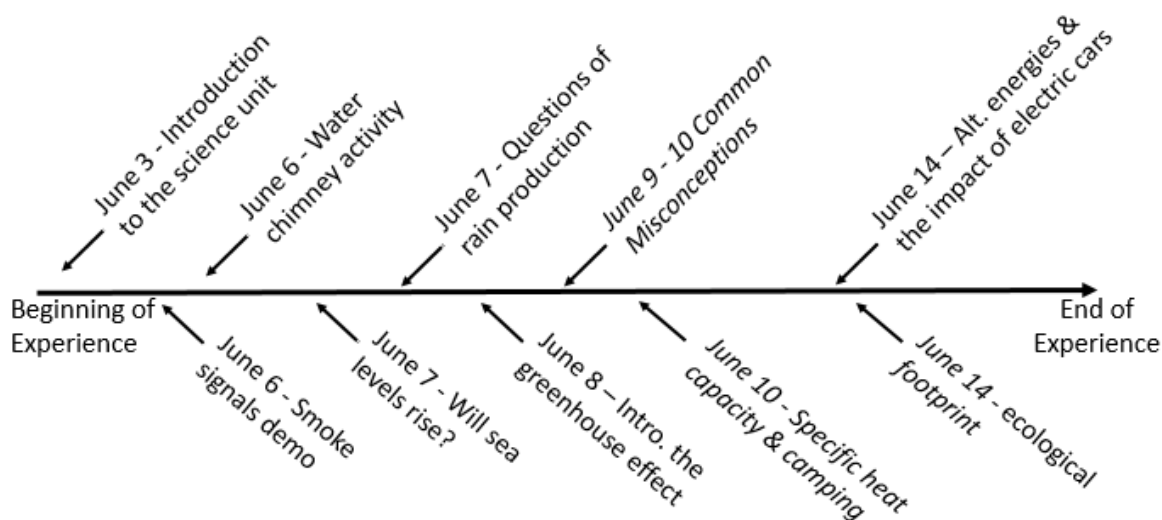 June 3 - Introduction
to the science unit
June 6 - Water
chimney activity
June 7 - Questions of
rain production
June 9 - 10 Common
Misconceptions
June 14 – Alt. energies &
the impact of electric cars
Beginning of
Experience
End of
Experience
June 6 - Smoke
signals demo
June 7 - Will sea
levels rise?
June 8 – Intro. the
greenhouse effect
June 10 - Specific heat
capacity & camping
June 14 - ecological
footprint